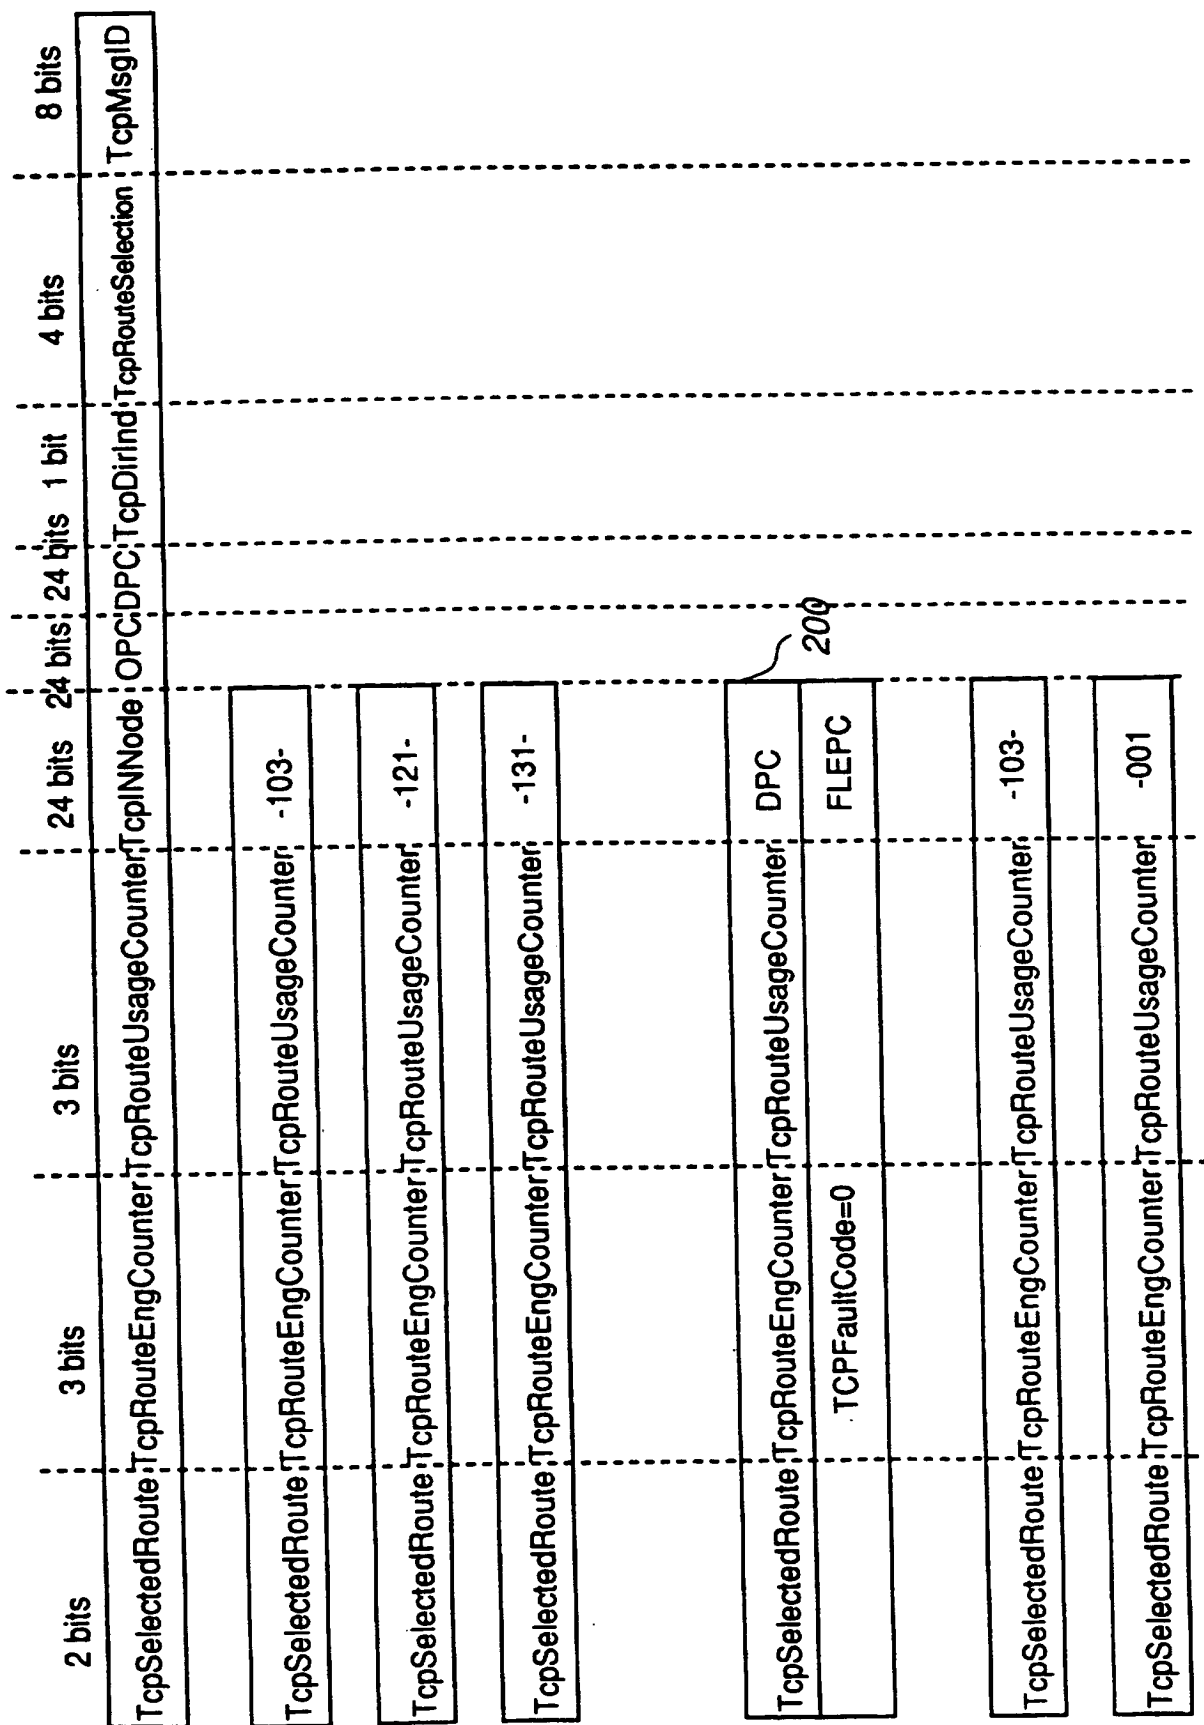 2 bits 3 bits 3 bits 24 bits 24 bits 24 bits 1 bit 4 bits 8 bits
TcpSelectedRoute TcpRouteEngCounter TcpRouteUsageCounter TcpINNode OPC DPC TcpDirInd TcpRouteSelection TcpMsgID
TcpSelectedRoute TcpRouteEngCounter TcpRouteUsageCounter -103-
TcpSelectedRoute TcpRouteEngCounter TcpRouteUsageCounter -121-
TcpSelectedRoute TcpRouteEngCounter TcpRouteUsageCounter -131-
TcpSelectedRoute TcpRouteEngCounter TcpRouteUsageCounter DPC
200
TCPFaultCode=0 FLEPC
TcpSelectedRoute TcpRouteEngCounter TcpRouteUsageCounter -103-
TcpSelectedRoute TcpRouteEngCounter TcpRouteUsageCounter -001